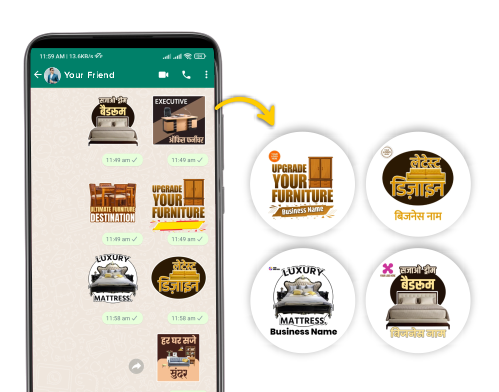 11:59 AM | 13.6KB/s
Your Friend
सजाओ ड्रीम
बैडरूम
EXECUTIVE
ऑफिस फर्नीचर
11:49 am
11:49 am
ULTIMATE FURNITURE
DESTINATION
UPGRADE
YOUR
FURNITURE
11:49 am
11:49 am
LUXURY
MATTRESS.
लेटेस्ट
डिज़ाइन
11:58 am
11:58 am
हर घर सजे
सुंदर
UPGRADE
YOUR
FURNITURE
Business Name
लेटेस्ट
डिज़ाइन
बिजनेस नाम
LUXURY
MATTRESS.
Business Name
सजाओ ड्रीम
बैडरूम
बिजनेस नाम